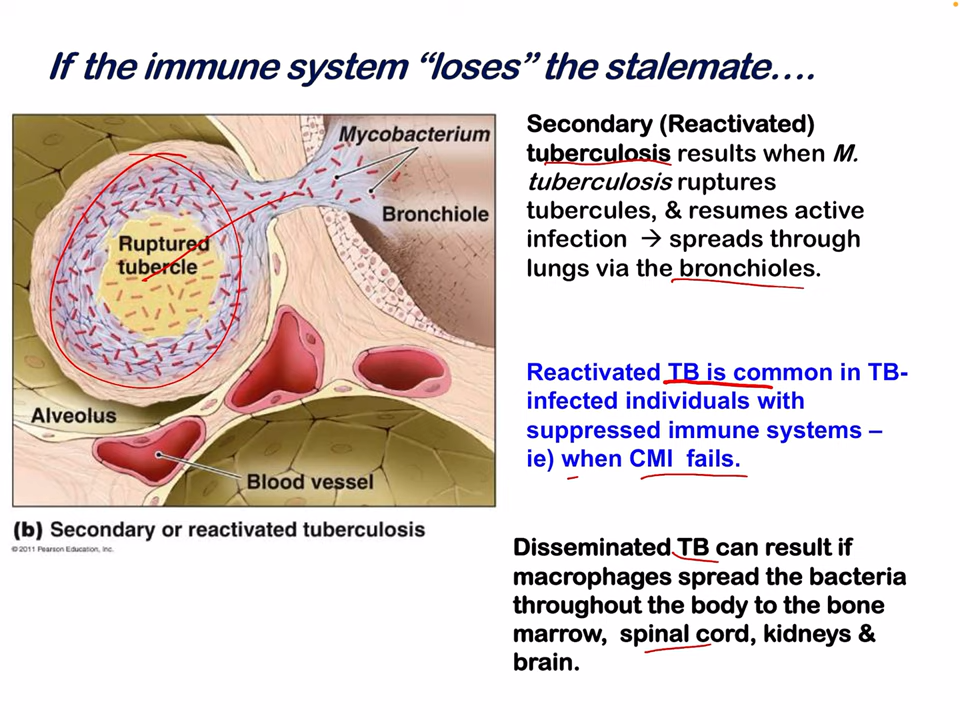 If the immune system “loses” the stalemate….
Mycobacterium
Bronchiole
Ruptured
tubercle
Alveolus
Blood vessel
(b) Secondary or reactivated tuberculosis
© 2011 Pearson Education, Inc.
Secondary (Reactivated)
tuberculosis results when M.
tuberculosis ruptures
tubercules, & resumes active
infection → spreads through
lungs via the bronchioles.
Reactivated TB is common in TB-
infected individuals with
suppressed immune systems –
ie) when CMI fails.
Disseminated TB can result if
macrophages spread the bacteria
throughout the body to the bone
marrow, spinal cord, kidneys &
brain.